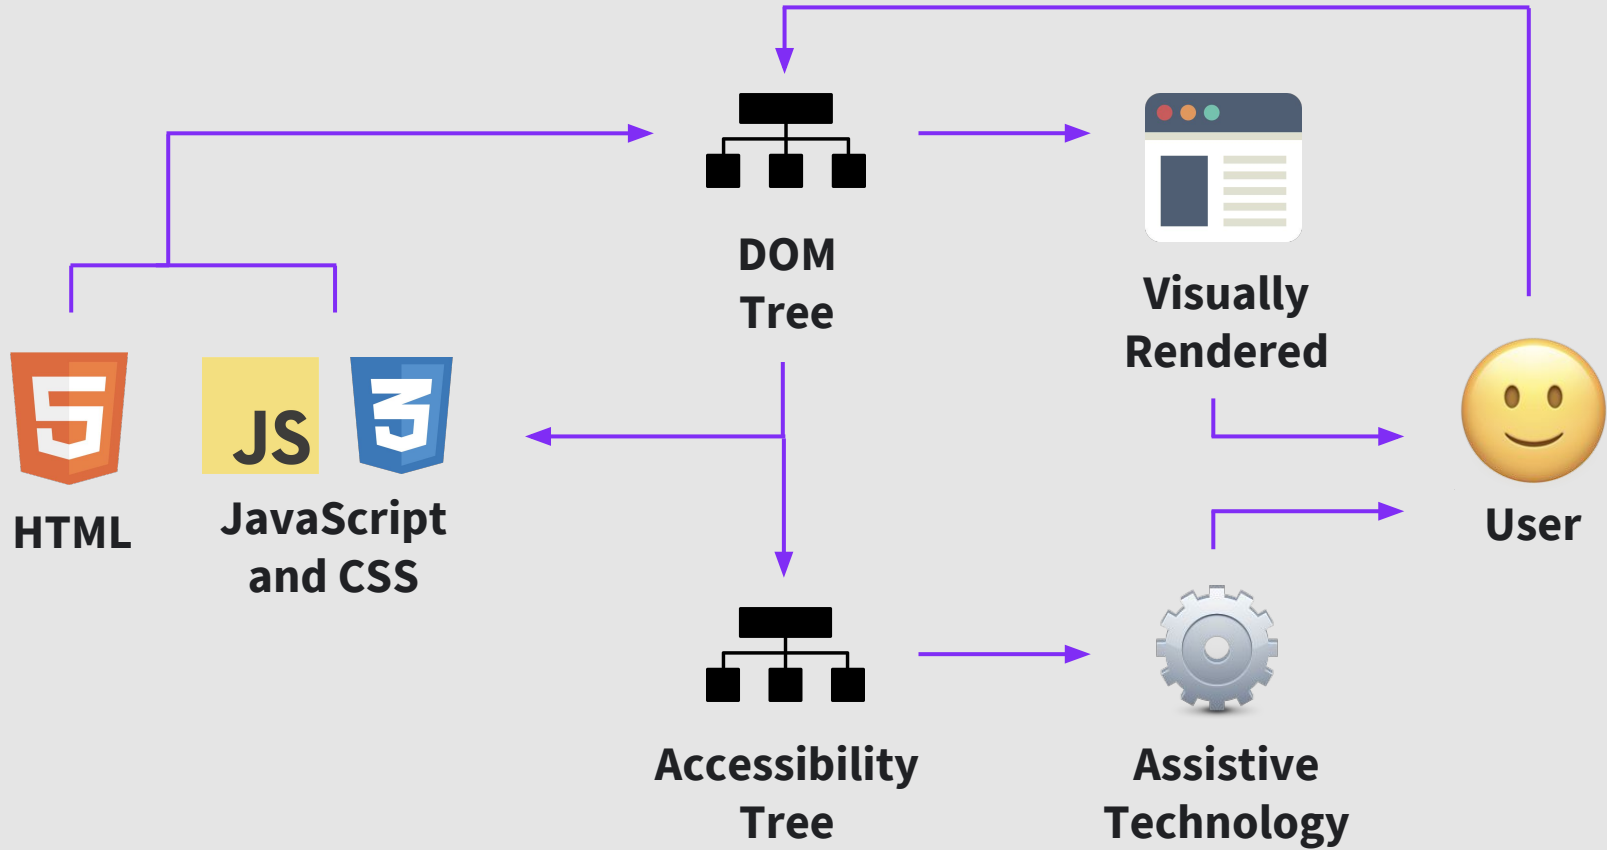 DOM
Tree
Visually
Rendered
JS
HTML
JavaScript
and CSS
User
Accessibility
Tree
Assistive
Technology